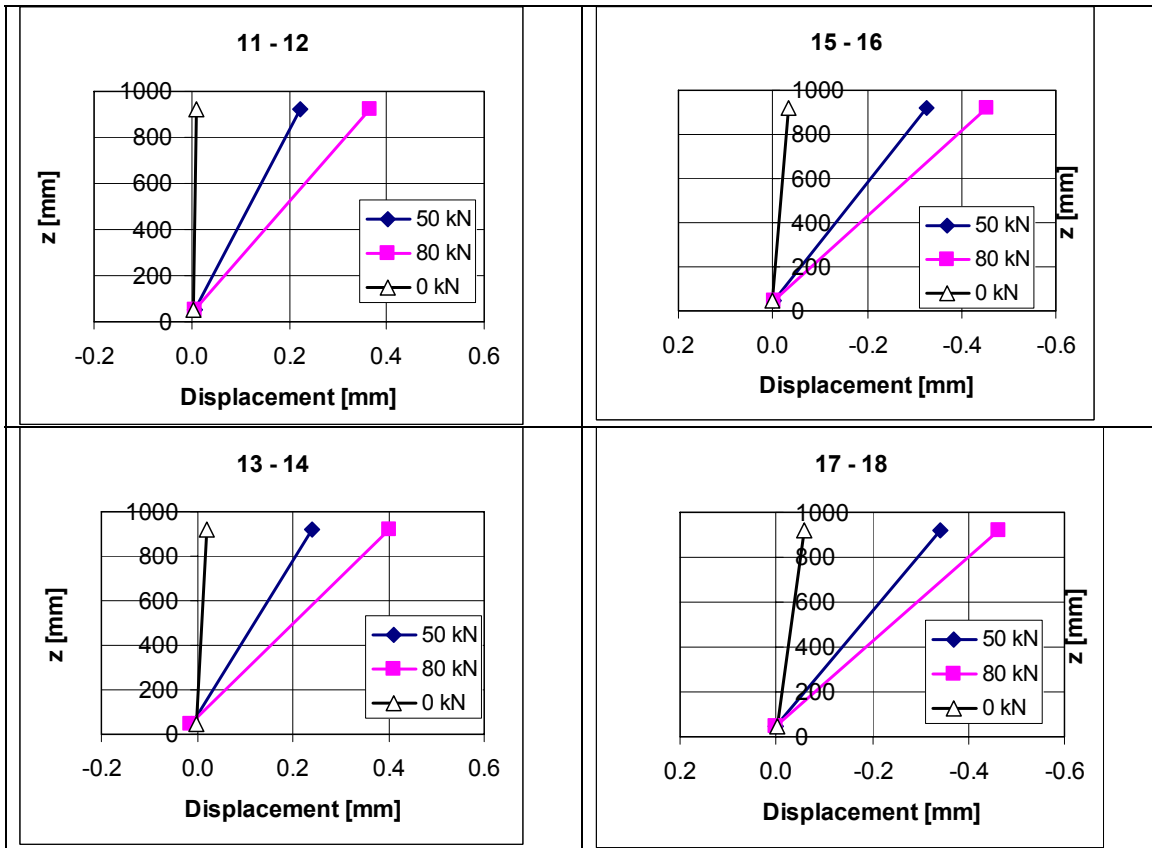 11 - 12
1000
800
600
400
200
0
-0.2 0.0 0.2 0.4 0.6
z [mm]
Displacement [mm]
50 kN
80 kN
0 kN
15 - 16
1000
800
600
400
200
0
0.2 0.0 -0.2 -0.4 -0.6
z [mm]
Displacement [mm]
50 kN
80 kN
0 kN
13 - 14
1000
800
600
400
200
0
-0.2 0.0 0.2 0.4 0.6
z [mm]
Displacement [mm]
50 kN
80 kN
0 kN
17 - 18
1000
800
600
400
200
0
0.2 0.0 -0.2 -0.4 -0.6
z [mm]
Displacement [mm]
50 kN
80 kN
0 kN